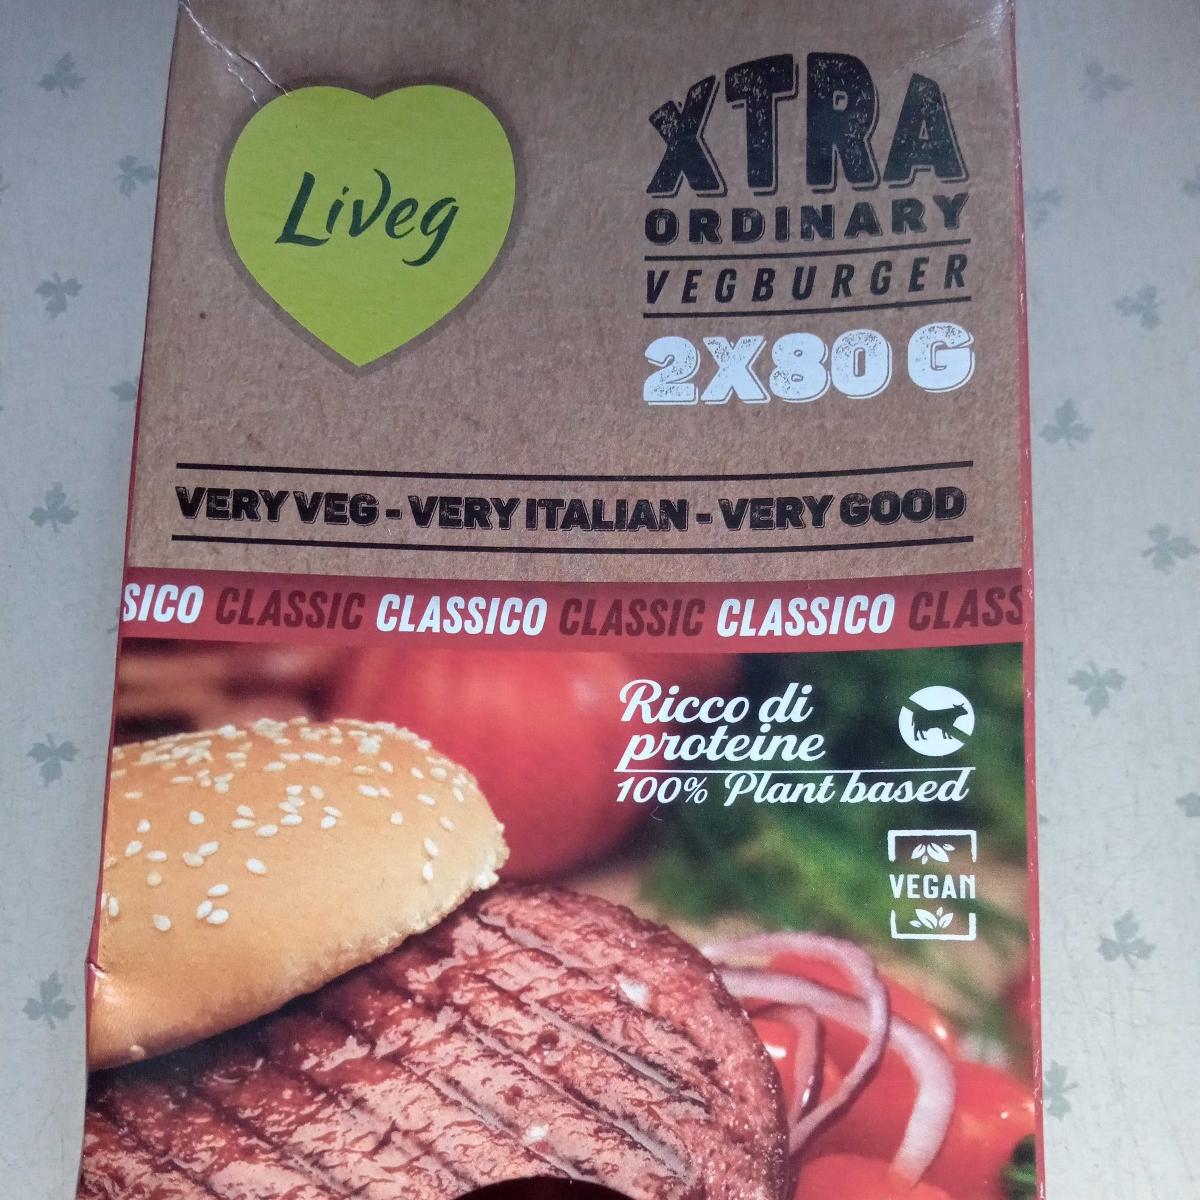 Liveg
XTRA
ORDINARY
VEGBURGER
2X80 G
VERY VEG - VERY ITALIAN - VERY GOOD
SICO CLASSIC CLASSICO CLASSIC CLASSICO CLASS
Ricco di
proteine
100% Plant based
VEGAN